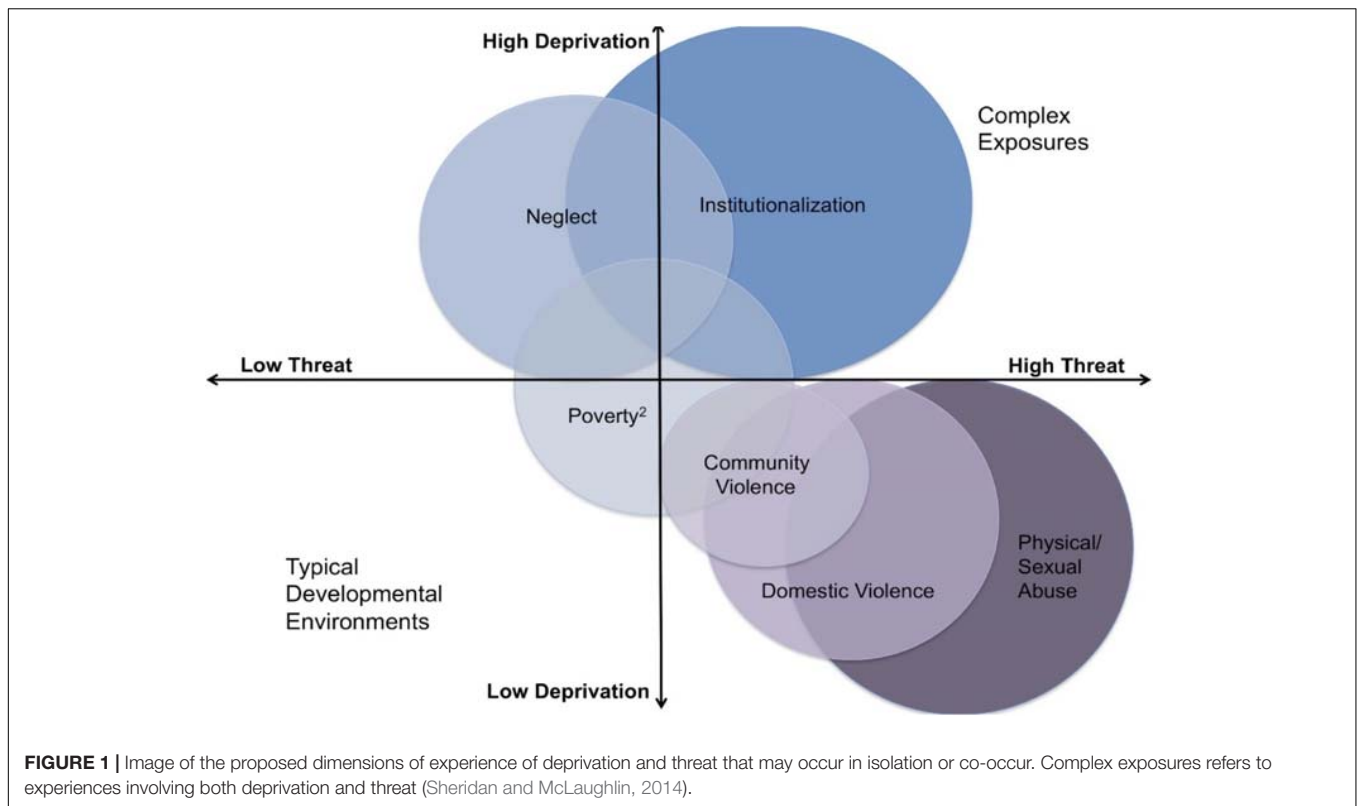 High Deprivation
Complex
Exposures
Neglect
Institutionalization
Low Threat
High Threat
Poverty²
Community
Violence
Typical
Developmental
Environments
Physical/
Sexual
Abuse
Domestic Violence
Low Deprivation
FIGURE 1 | Image of the proposed dimensions of experience of deprivation and threat that may occur in isolation or co-occur. Complex exposures refers to
experiences involving both deprivation and threat (Sheridan and McLaughlin, 2014).